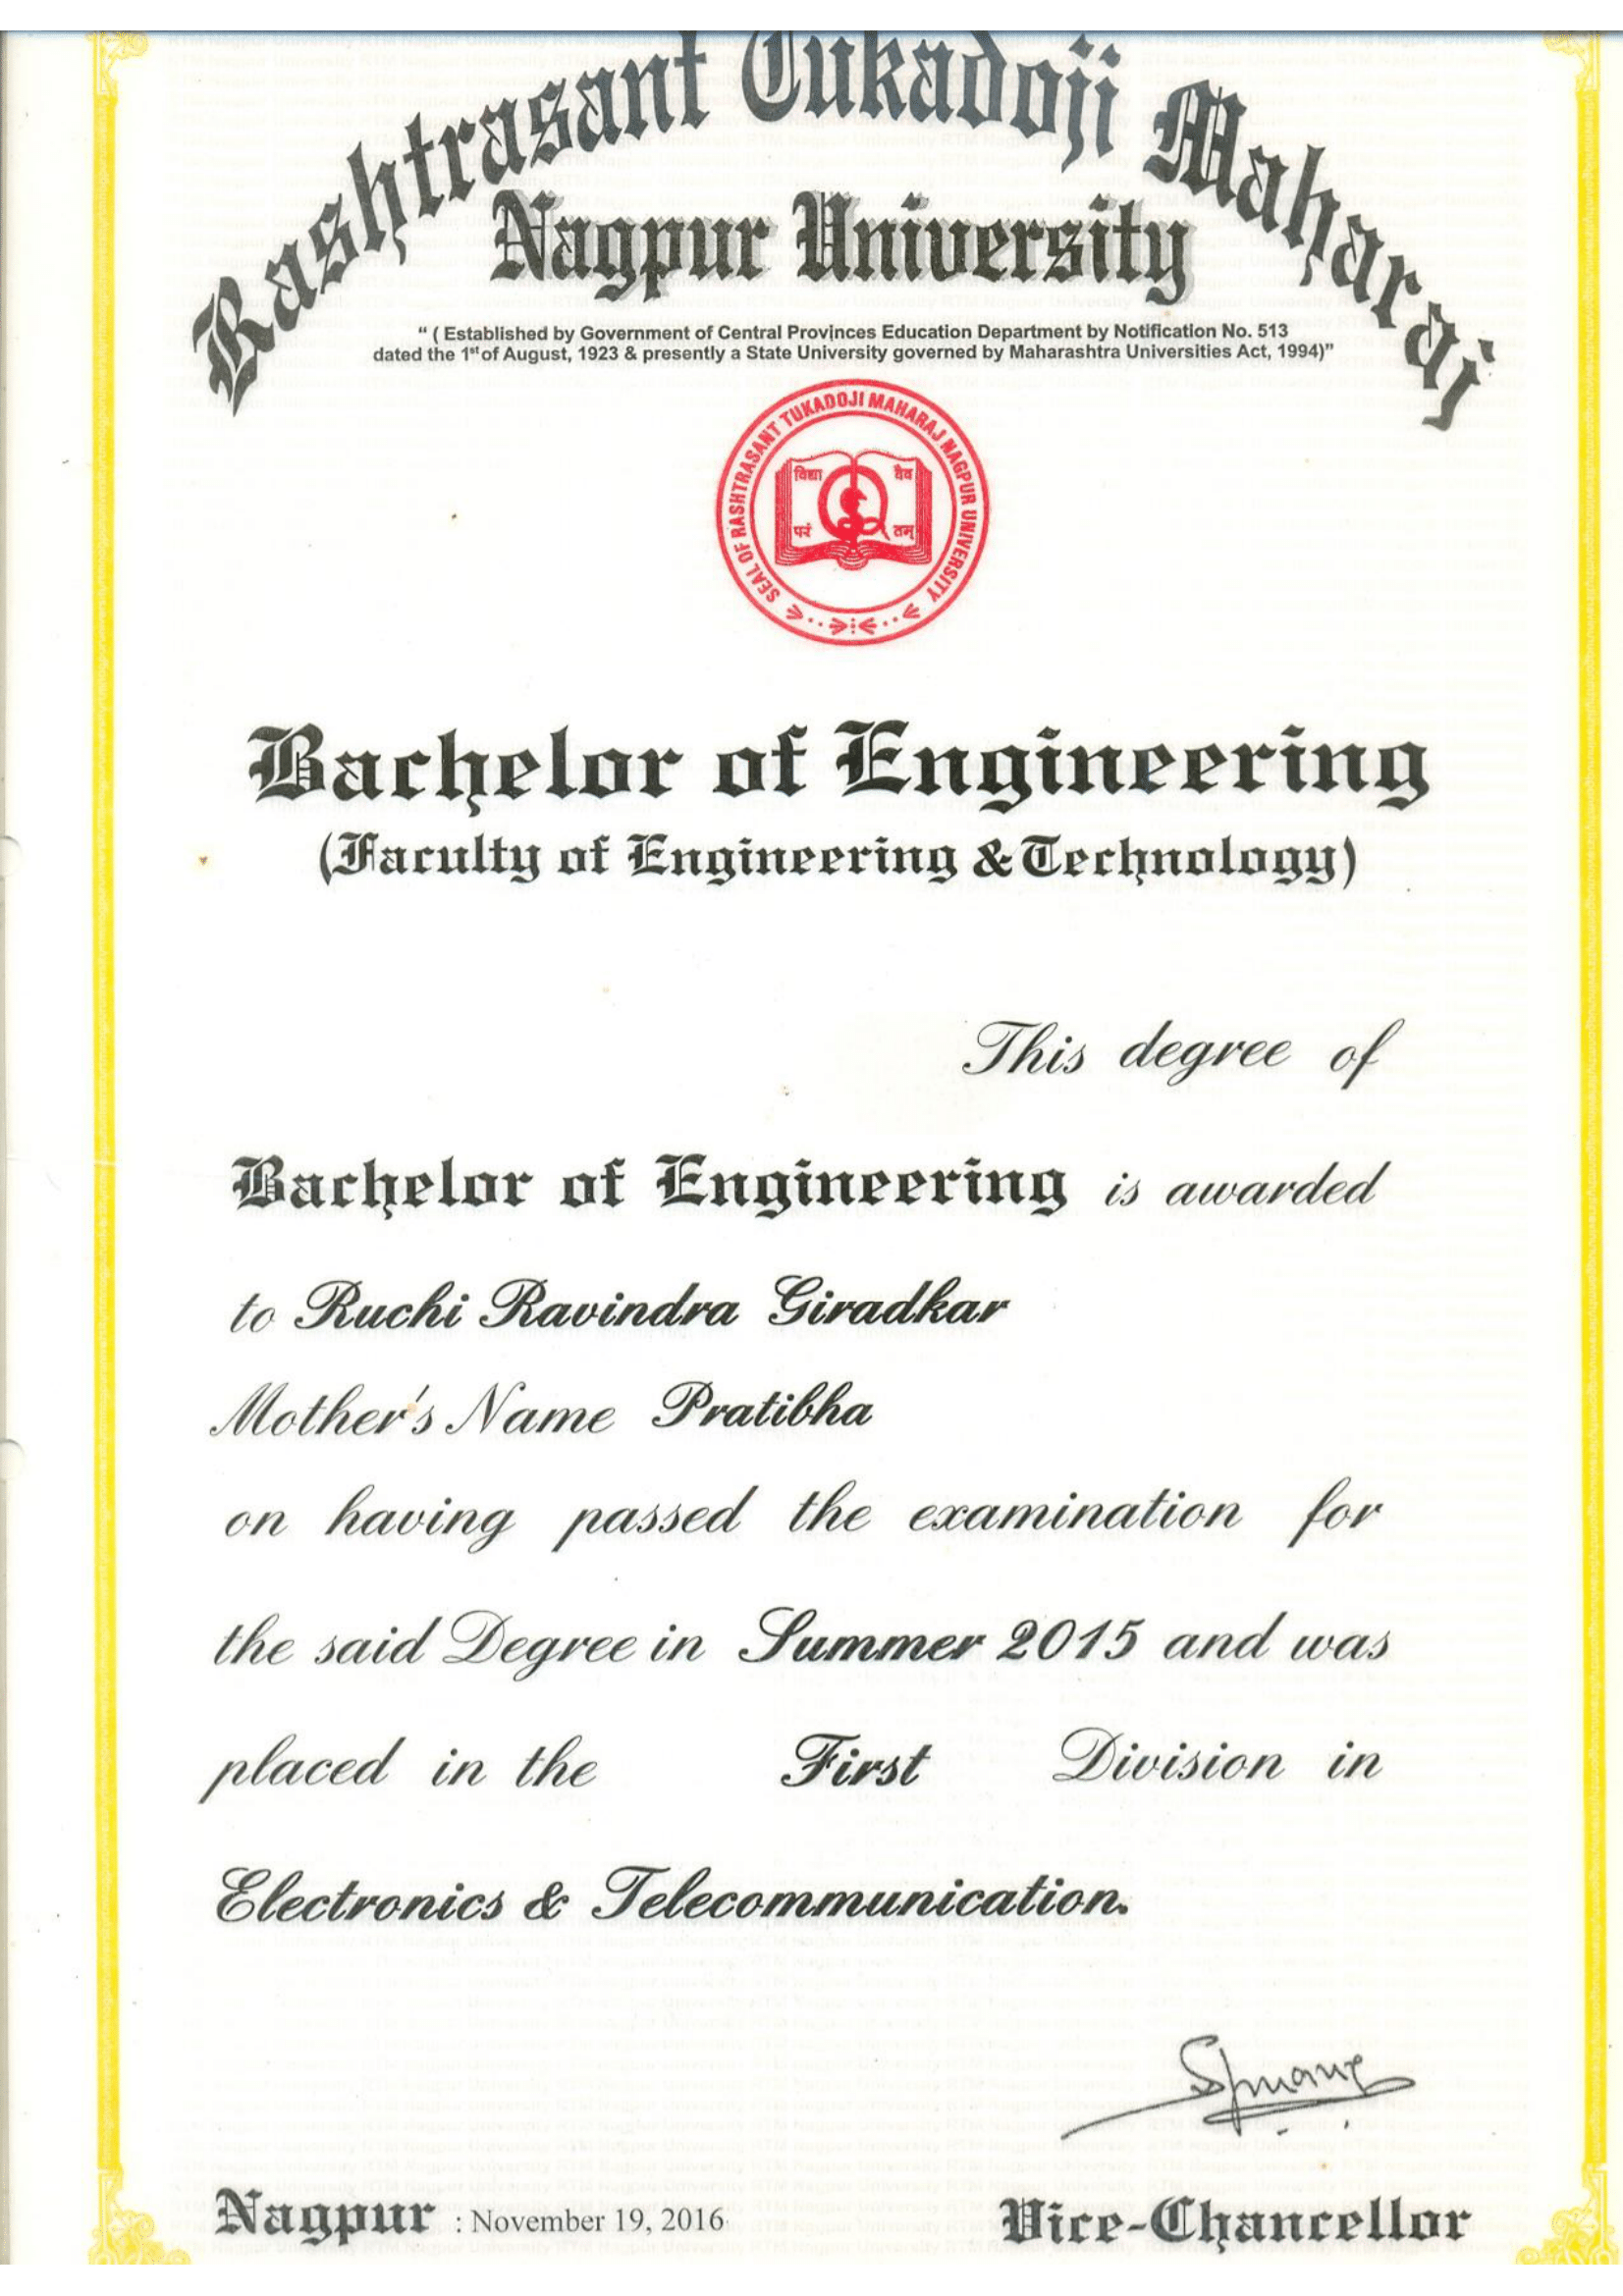 Rashtrasant Tukadoji Maharaj
Nagpur University
“ ( Established by Government of Central Provinces Education Department by Notification No. 513
dated the 1st of August, 1923 & presently a State University governed by Maharashtra Universities Act, 1994)”
SEAL OF RASHTRASANT TUKADOJI MAHARAJ NAGPUR UNIVERSITY
विद्या दैव
परं तम्
Bachelor of Engineering
(Faculty of Engineering & Technology)
This degree of
Bachelor of Engineering is awarded
to Ruchi Ravindra Giradkar
Mother's Name Pratibha
on having passed the examination for
the said Degree in Summer 2015 and was
placed in the First Division in
Electronics & Telecommunication.
Nagpur : November 19, 2016
Vice-Chancellor